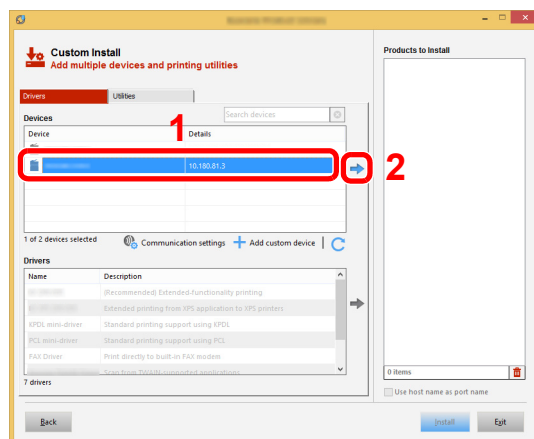 Custom Install
Add multiple devices and printing utilities
Products to Install
Drivers
Utilities
Devices
Search devices
1
Device
Details
10.180.81.3
2
1 of 2 devices selected
Communication settings
Add custom device
Drivers
Name
Description
(Recommended) Extended-functionality printing
Extended printing from XPS application to XPS printers
KPDL mini-driver
Standard printing support using KPDL
PCL mini-driver
Standard printing support using PCL
FAX Driver
Print directly to built-in FAX modem
Scan from TWAIN-supported applications
7 drivers
0 items
Use host name as port name
Back
Install
Exit